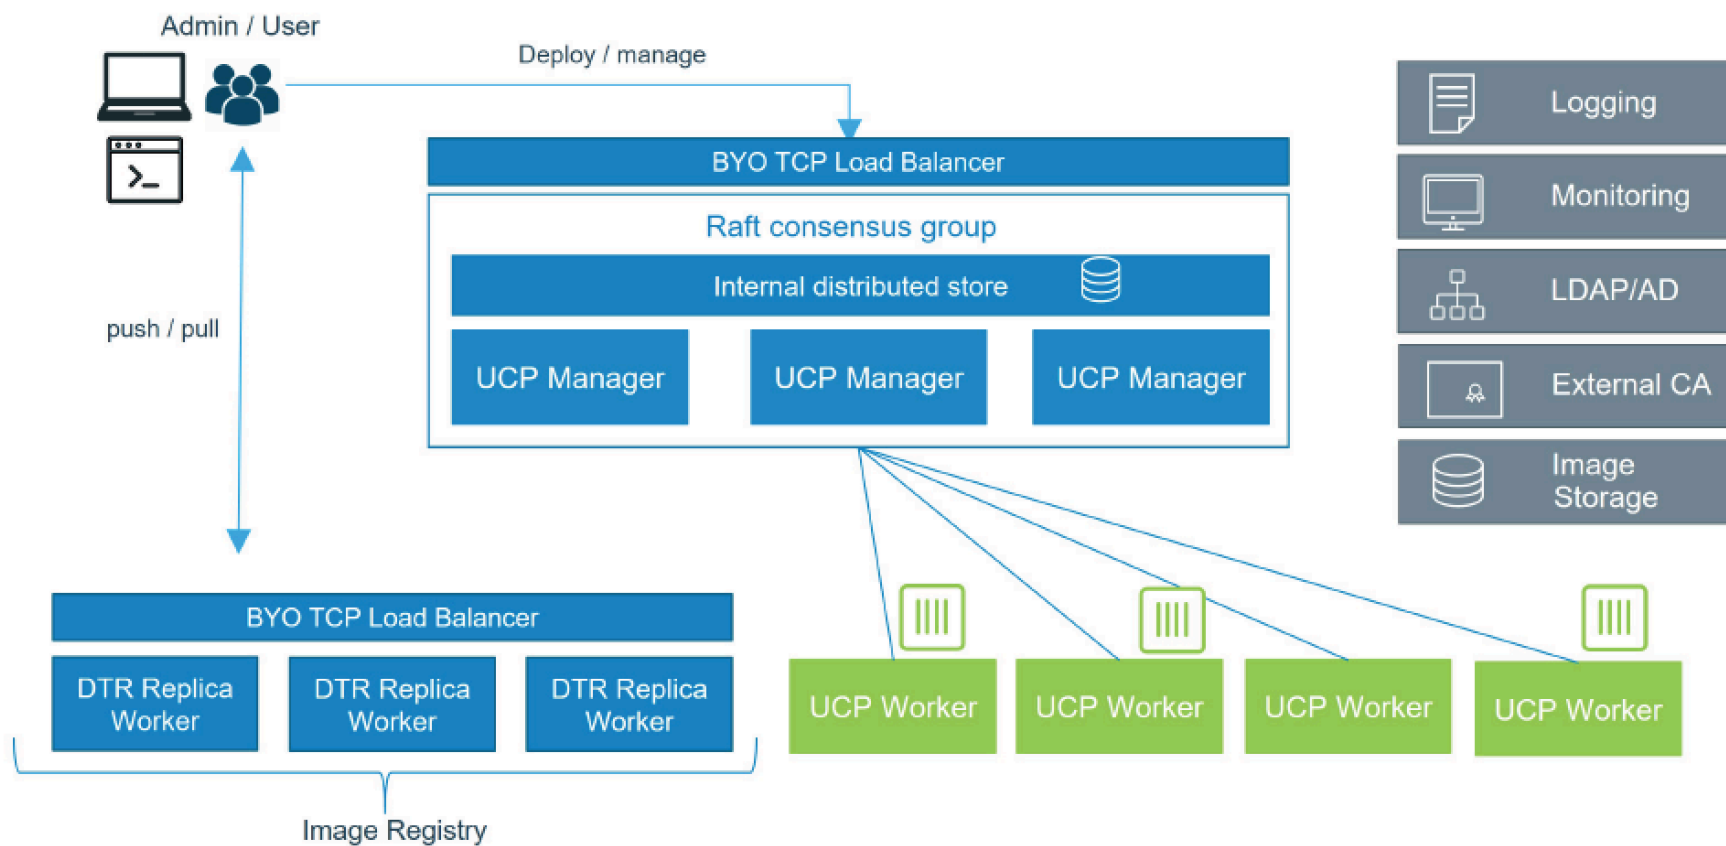 Admin / User
Deploy / manage
BYO TCP Load Balancer
Raft consensus group
Internal distributed store
UCP Manager
UCP Manager
UCP Manager
push / pull
Logging
Monitoring
LDAP/AD
External CA
Image
Storage
BYO TCP Load Balancer
DTR Replica
Worker
DTR Replica
Worker
DTR Replica
Worker
Image Registry
UCP Worker
UCP Worker
UCP Worker
UCP Worker